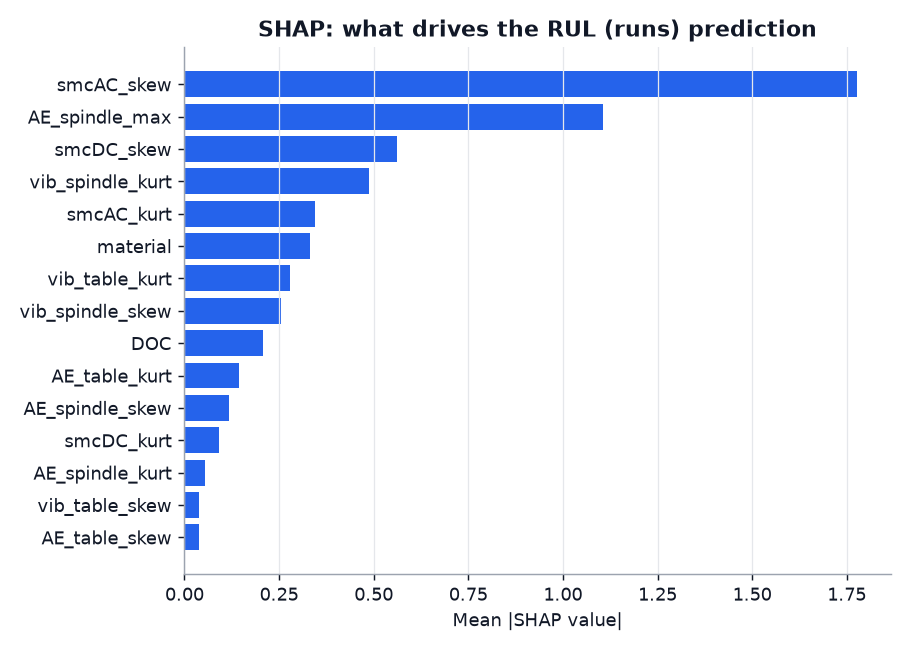 SHAP: what drives the RUL (runs) prediction
smcAC_skew
AE_spindle_max
smcDC_skew
vib_spindle_kurt
smcAC_kurt
material
vib_table_kurt
vib_spindle_skew
DOC
AE_table_kurt
AE_spindle_skew
smcDC_kurt
AE_spindle_kurt
vib_table_skew
AE_table_skew
0.00 0.25 0.50 0.75 1.00 1.25 1.50 1.75
Mean |SHAP value|